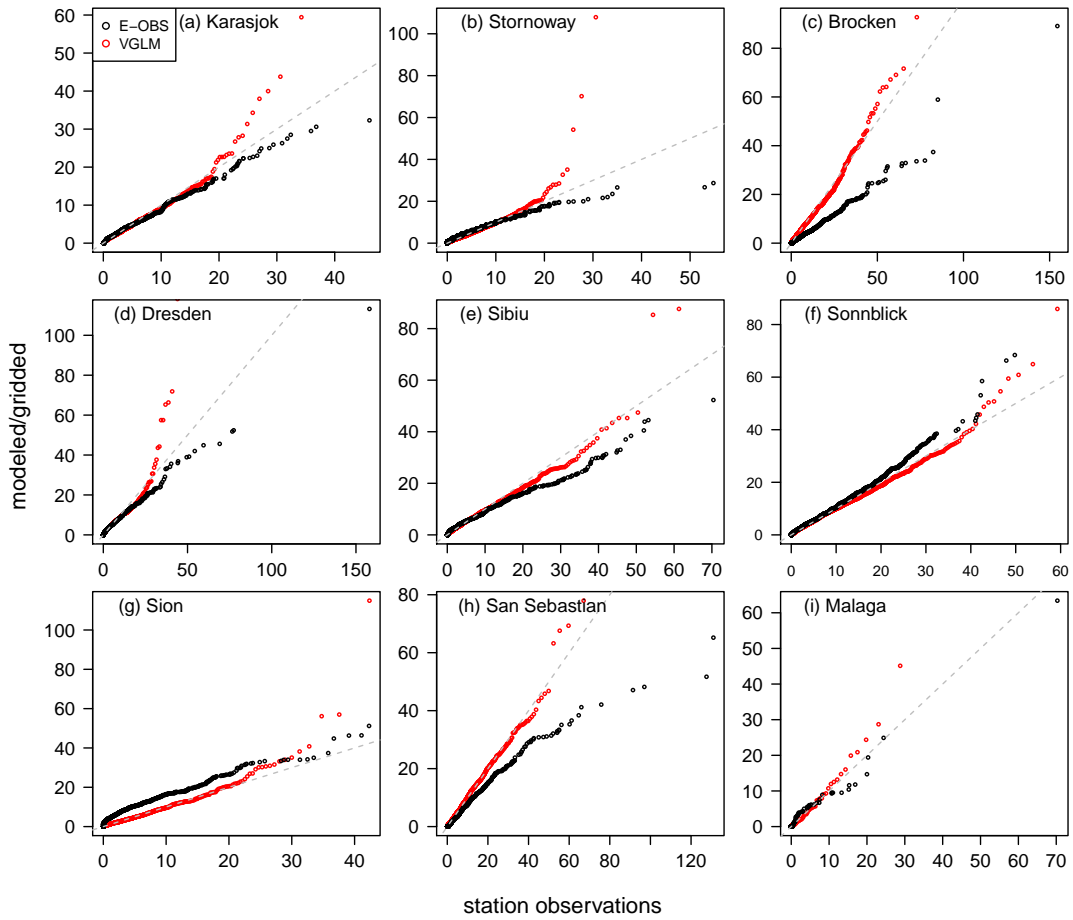 (a) Karasjok
E−OBS
VGLM
60
50
40
30
20
10
0
0 10 20 30 40
(b) Stornoway
100
80
60
40
20
0
0 10 20 30 40 50
(c) Brocken
80
60
40
20
0
0 50 100 150
(d) Dresden
100
80
60
40
20
0
0 50 100 150
(e) Sibiu
80
60
40
20
0
0 10 20 30 40 50 60 70
(f) Sonnblick
80
60
40
20
0
0 10 20 30 40 50 60
(g) Sion
100
80
60
40
20
0
0 10 20 30 40
(h) San Sebastian
80
60
40
20
0
0 20 40 60 80 100 120
(i) Malaga
60
50
40
30
20
10
0
0 10 20 30 40 50 60 70
modeled/gridded
station observations